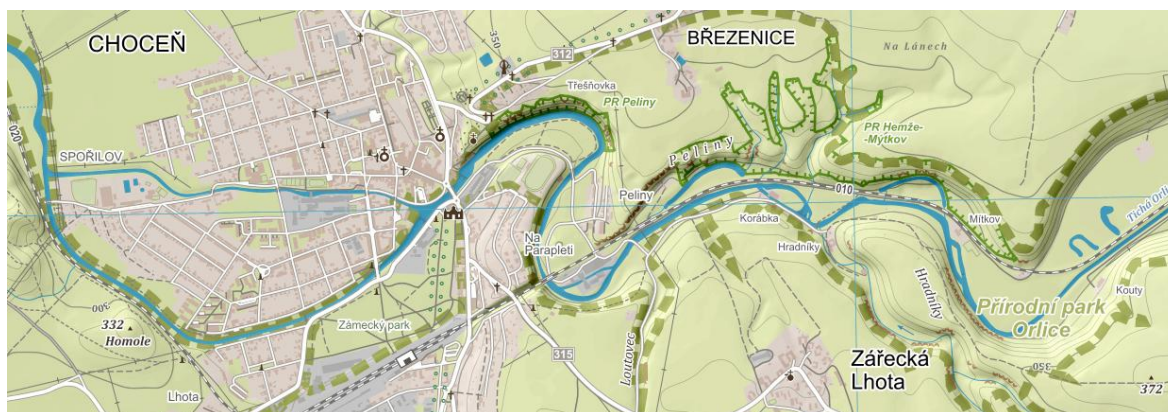 CHOCEŇ
350
312
BŘEZENICE
Na Lánech
Třešňovka
PR Peliny
020
PR Hemže-
-Mýtkov
SPOŘILOV
Peliny
010
Peliny
Korábka
Mítkov
Tichá Orl
Na
Parapleti
Hradníky
Hradníky
Kouty
300
332
Homole
Zámecký park
Přírodní park
Orlice
315
Loutovec
Zářecká
Lhota
350
Lhota
372